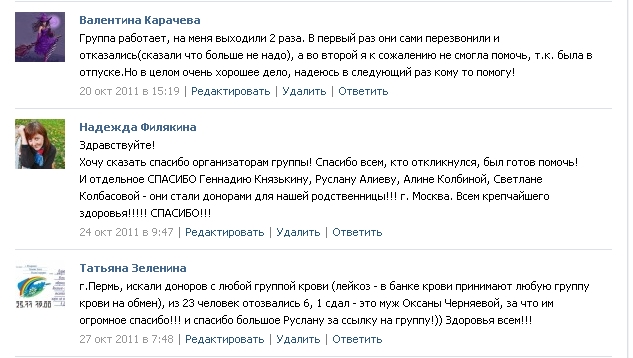 Валентина Карачева
Группа работает, на меня выходили 2 раза. В первый раз они сами перезвонили и
отказались(сказали что больше не надо), а во второй я к сожалению не смогла помочь, т.к. была в
отпуске.Но в целом очень хорошее дело, надеюсь в следующий раз кому то помогу!
20 окт 2011 в 15:19 | Редактировать | Удалить | Ответить
Надежда Филякина
Здравствуйте!
Хочу сказать спасибо организаторам группы! Спасибо всем, кто откликнулся, был готов помочь!
И отдельное СПАСИБО Геннадию Князькину, Руслану Алиеву, Алине Колбиной, Светлане
Колбасовой - они стали донорами для нашей родственницы!!! г. Москва. Всем крепчайшего
здоровья!!!!! СПАСИБО!!!
24 окт 2011 в 9:47 | Редактировать | Удалить | Ответить
Татьяна Зеленина
г.Пермь, искали доноров с любой группой крови (лейкоз - в банке крови принимают любую группу
крови на обмен), из 23 человек отозвались 6, 1 сдал - это муж Оксаны Черняевой, за что им
огромное спасибо!!! и спасибо большое Руслану за ссылку на группу!)) Здоровья всем!!!
27 окт 2011 в 7:48 | Редактировать | Удалить | Ответить